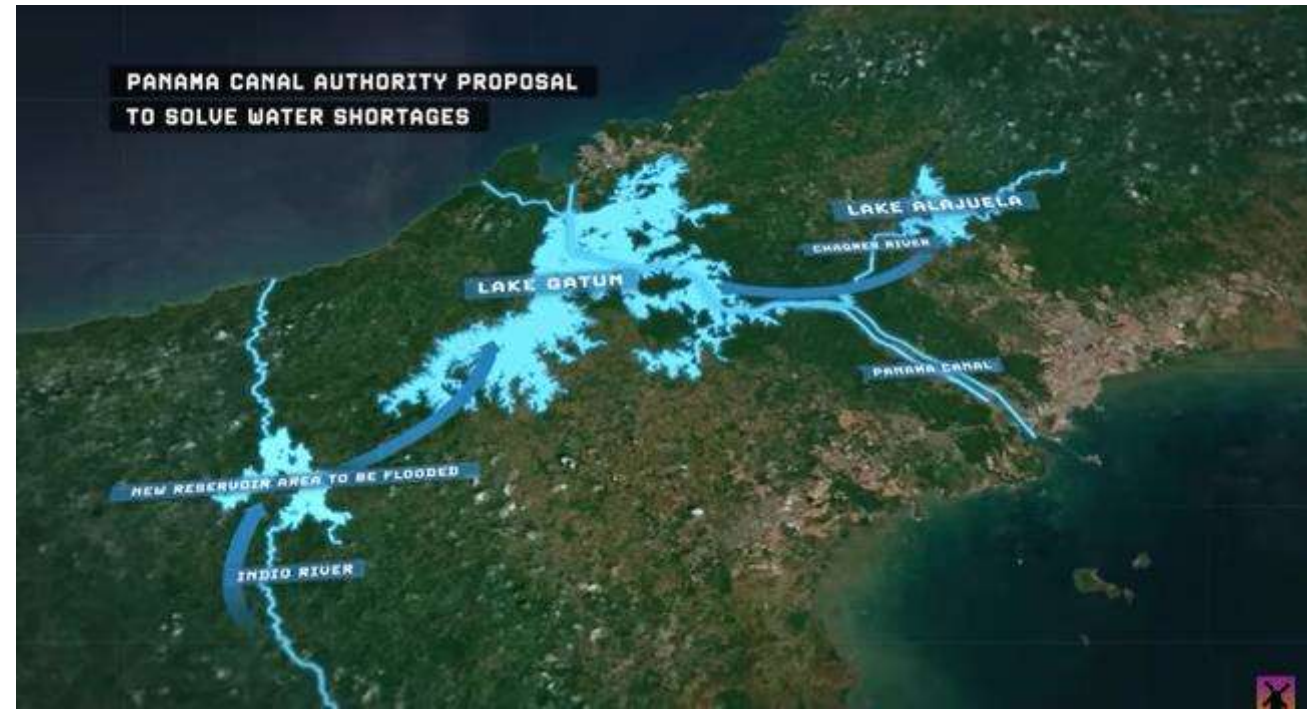 PANAMA CANAL AUTHORITY PROPOSAL
TO SOLVE WATER SHORTAGES
LAKE ALAJUELA
CHAGRES RIVER
LAKE GATUM
PANAMA CANAL
NEW RESERVOIR AREA TO BE FLOODED
INDIO RIVER